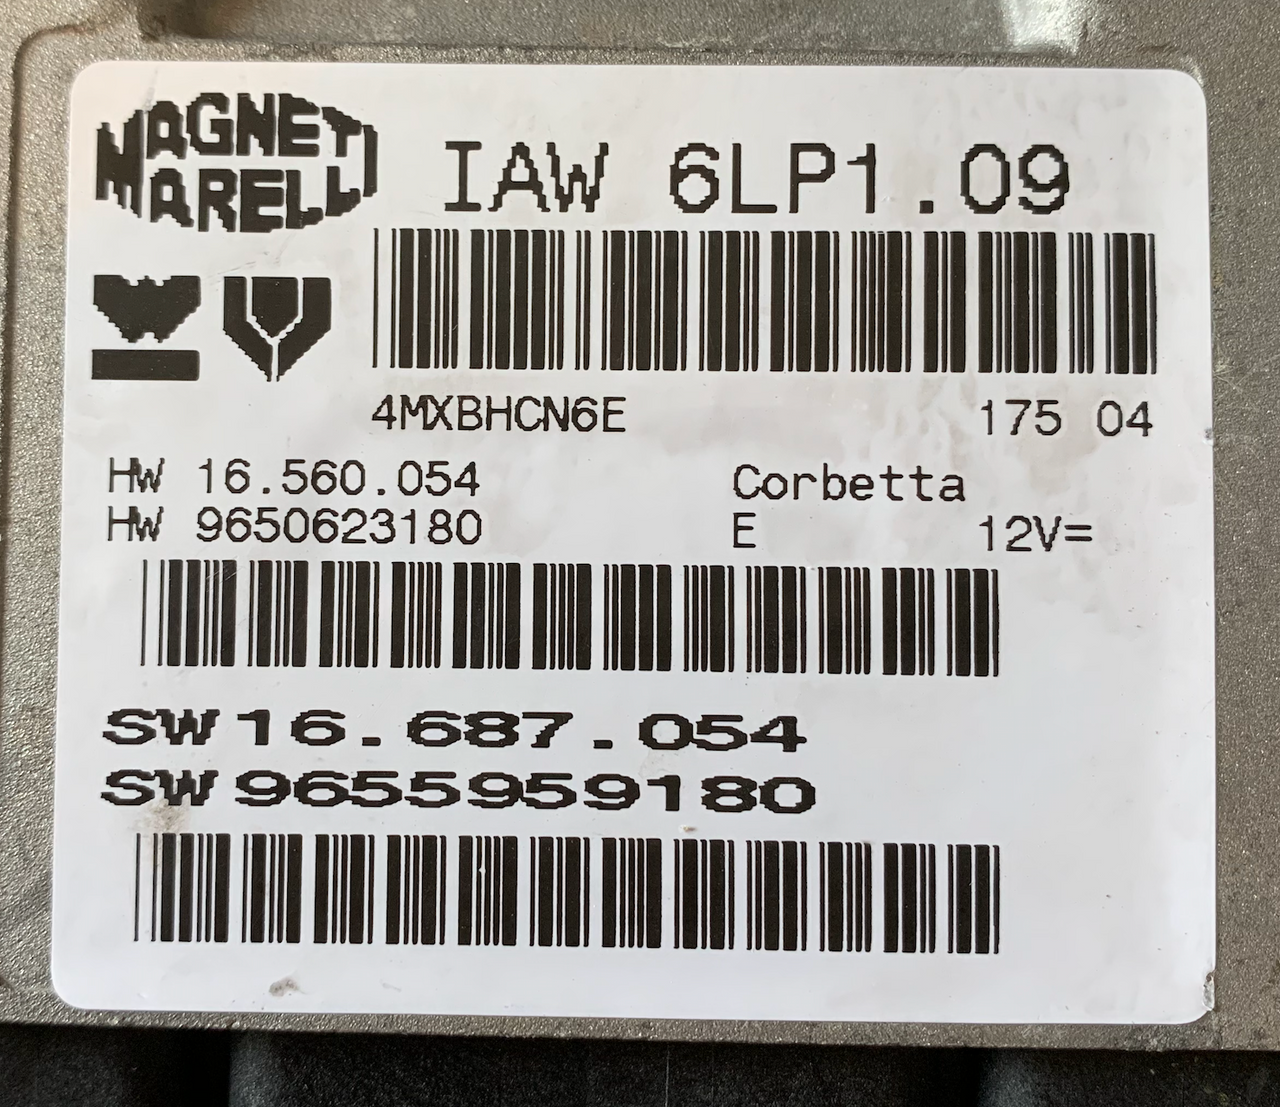 MAGNETI
MARELLI
IAW 6LP1.09
4MXBHCN6E 175 04
HW 16.560.054 Corbetta
HW 9650623180 E 12V=
SW 16.687.054
SW 9655959180